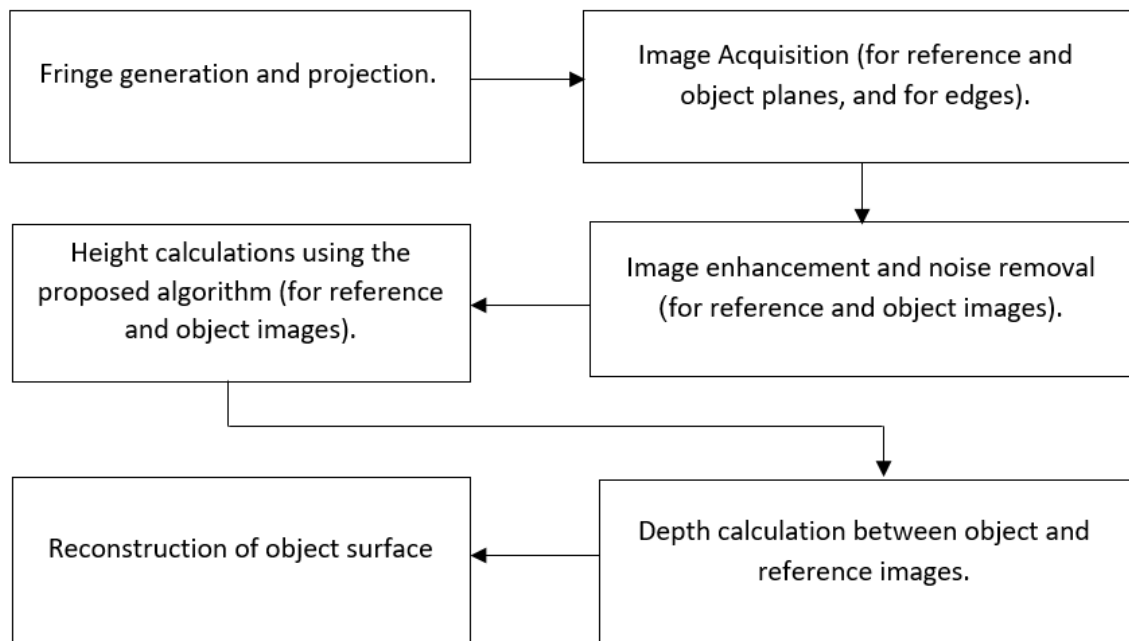 Fringe generation and projection.
Image Acquisition (for reference and
object planes, and for edges).
Height calculations using the
proposed algorithm (for reference
and object images).
Image enhancement and noise removal
(for reference and object images).
Reconstruction of object surface
Depth calculation between object and
reference images.